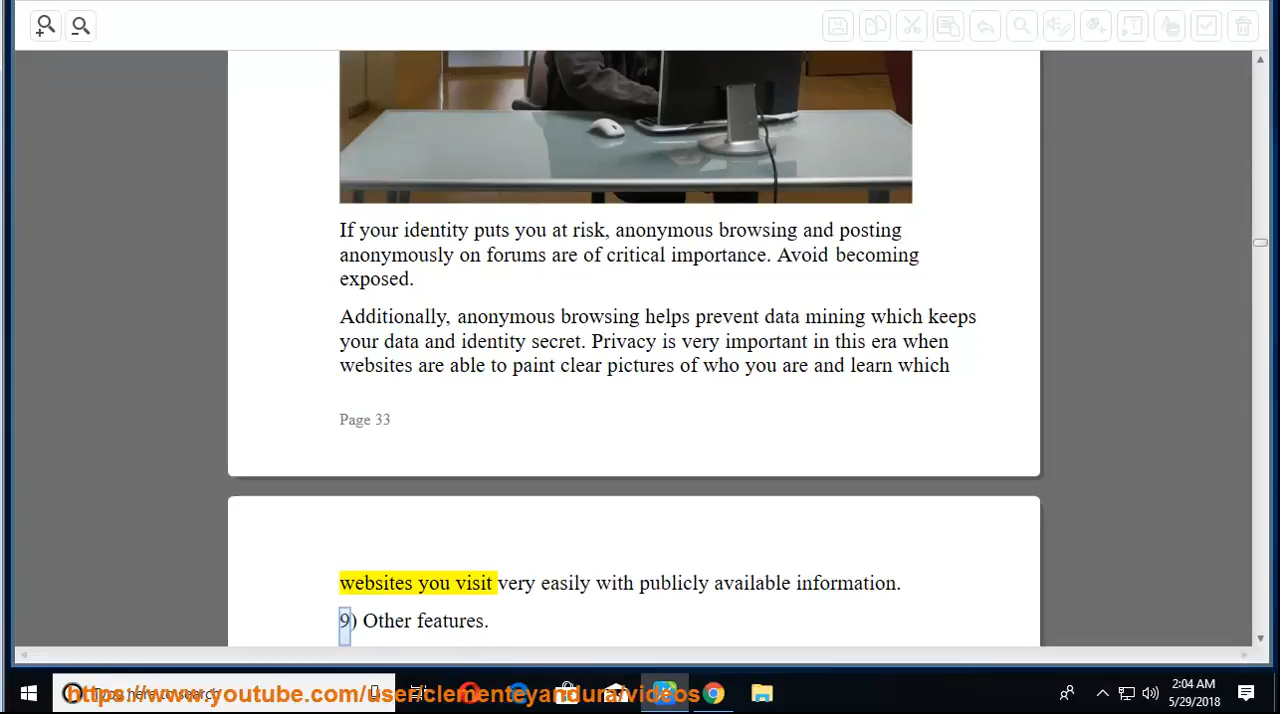 If your identity puts you at risk, anonymous browsing and posting
anonymously on forums are of critical importance. Avoid becoming
exposed.
Additionally, anonymous browsing helps prevent data mining which keeps
your data and identity secret. Privacy is very important in this era when
websites are able to paint clear pictures of who you are and learn which
Page 33
websites you visit very easily with publicly available information.
9) Other features.
Type here to search
https://www.youtube.com/user/clementeyandura/videos
2:04 AM
5/29/2018